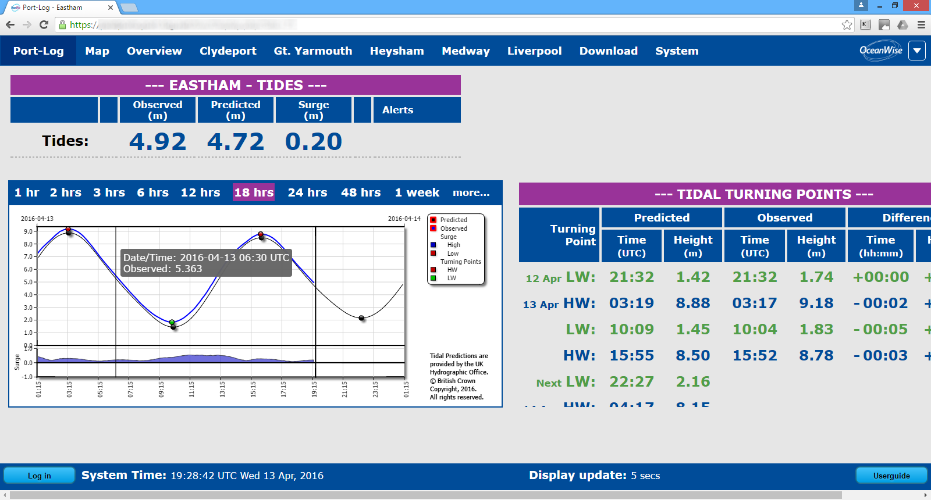 Port-Log - Eastham
https:
Port-Log Map Overview Clydeport Gt. Yarmouth Heysham Medway Liverpool Download System OceanWise
--- EASTHAM - TIDES ---
Observed (m) Predicted (m) Surge (m) Alerts
Tides: 4.92 4.72 0.20
1 hr 2 hrs 3 hrs 6 hrs 12 hrs 18 hrs 24 hrs 48 hrs 1 week more...
2016-04-13 2016-04-14
9.0
8.0
7.0
6.0
5.0
4.0
3.0
2.0
1.0
0.0
Date/Time: 2016-04-13 06:30 UTC
Observed: 5.363
Surge
1.0
0.0
-1.0
01:15 03:15 05:15 07:15 09:15 11:15 13:15 15:15 17:15 19:15 21:15 23:15 01:15
Predicted
Observed
Surge
High
Low
Turning Points
HW
LW
Tidal Predictions are
provided by the UK
Hydrographic Office.
© British Crown
Copyright, 2016.
All rights reserved.
--- TIDAL TURNING POINTS ---
Turning Point Predicted Observed Differen
Time (UTC) Height (m) Time (UTC) Height (m) Time (hh:mm) H
12 Apr LW: 21:32 1.42 21:32 1.74 +00:00 +
13 Apr HW: 03:19 8.88 03:17 9.18 -00:02 +
LW: 10:09 1.45 10:04 1.83 -00:05 +
HW: 15:55 8.50 15:52 8.78 -00:03 +
Next LW: 22:27 2.16
HW: 04:17 8.15
Log in System Time: 19:28:42 UTC Wed 13 Apr, 2016 Display update: 5 secs Userguide